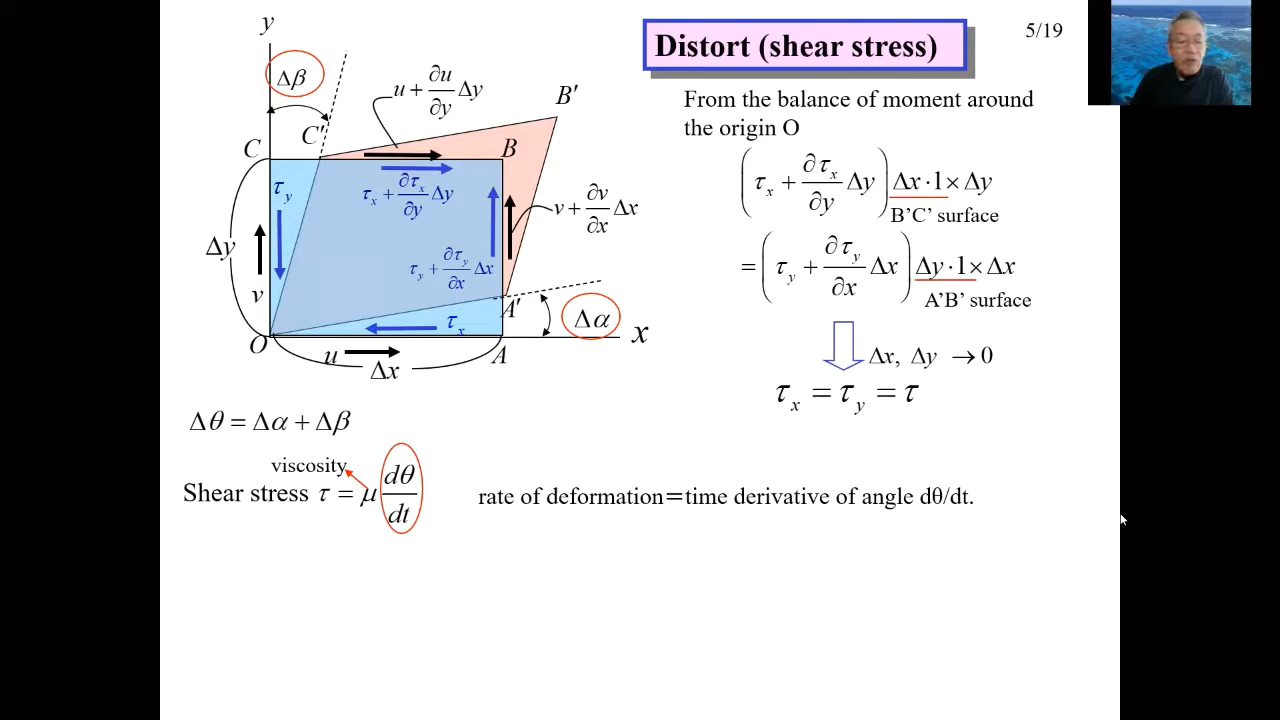 Distort (shear stress)
5/19
From the balance of moment around
the origin O
(τx + ∂τx/∂y Δy) Δx·1×Δy
B'C' surface
= (τy + ∂τy/∂x Δx) Δy·1×Δx
A'B' surface
Δx, Δy → 0
τx = τy = τ
y
Δβ
u + ∂u/∂y Δy
B'
C
C'
B
τy
τx + ∂τx/∂y Δy
v + ∂v/∂x Δx
Δy
τy + ∂τy/∂x Δx
v
A'
Δα
τx
x
O
u
Δx
A
Δθ = Δα + Δβ
viscosity
Shear stress τ = μ dθ/dt
rate of deformation=time derivative of angle dθ/dt.